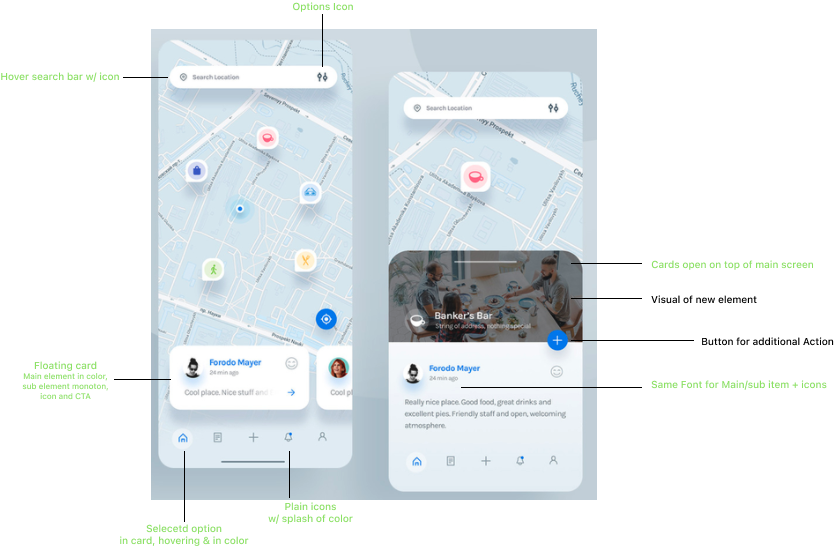 Options Icon
Hover search bar w/ icon
Search Location
Severnyy Prospekt
Search Location
Prospekt
Forodo Mayer
24 min ago
Cool place. Nice stuff and
Banker's Bar
String of address, nothing special
Forodo Mayer
24 min ago
Really nice place. Good food, great drinks and
excellent pies. Friendly staff and open, welcoming
atmosphere.
Cards open on top of main screen
Visual of new element
Button for additional Action
Same Font for Main/sub item + icons
Floating card
Main element in color,
sub element monoton,
icon and CTA
Selecetd option
in card, hovering & in color
Plain icons
w/ splash of color